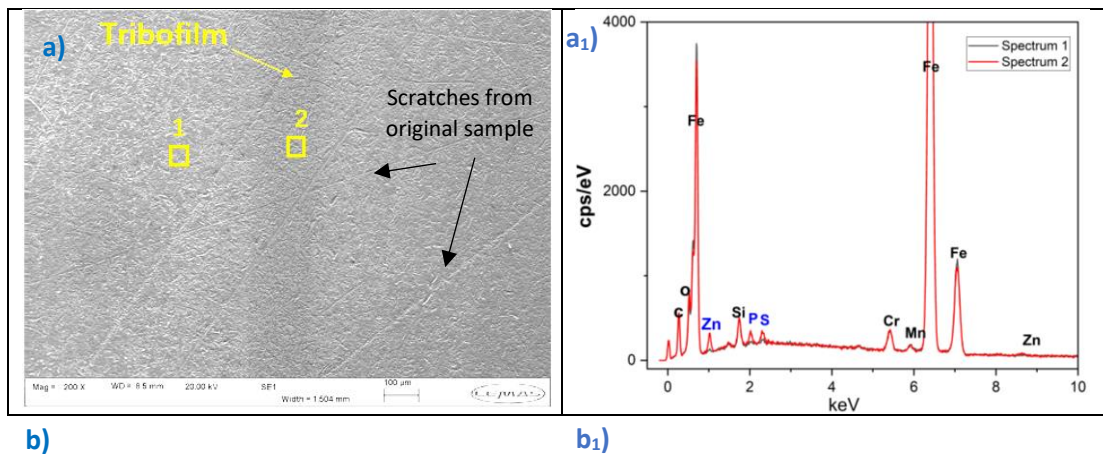 a)
Tribofilm
Scratches from
original sample
1
2
Mag = 200 X WD = 8.5 mm 20.00 kV SE1 100 µm
Width = 1.504 mm
CEMAS
a1)
4000
2000
0
cps/eV
Spectrum 1
Spectrum 2
Fe
Fe
Fe
O
C
Zn
Si
P
S
Cr
Mn
Zn
0 2 4 6 8 10
keV
b)
b1)